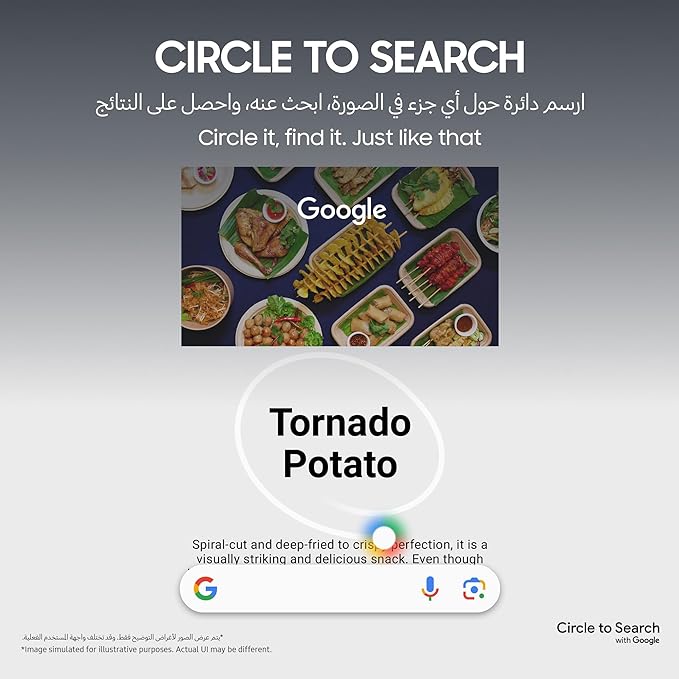 CIRCLE TO SEARCH
ارسم دائرة حول أي جزء في الصورة، ابحث عنه، واحصل على النتائج
Circle it, find it. Just like that
Google
Tornado
Potato
Spiral-cut and deep-fried to perfection, it is a
visually striking and delicious snack. Even though
*يتم عرض الصور لأغراض التوضيح فقط. وقد تختلف واجهة المستخدم الفعلية.
*Image simulated for illustrative purposes. Actual UI may be different.
Circle to Search
with Google